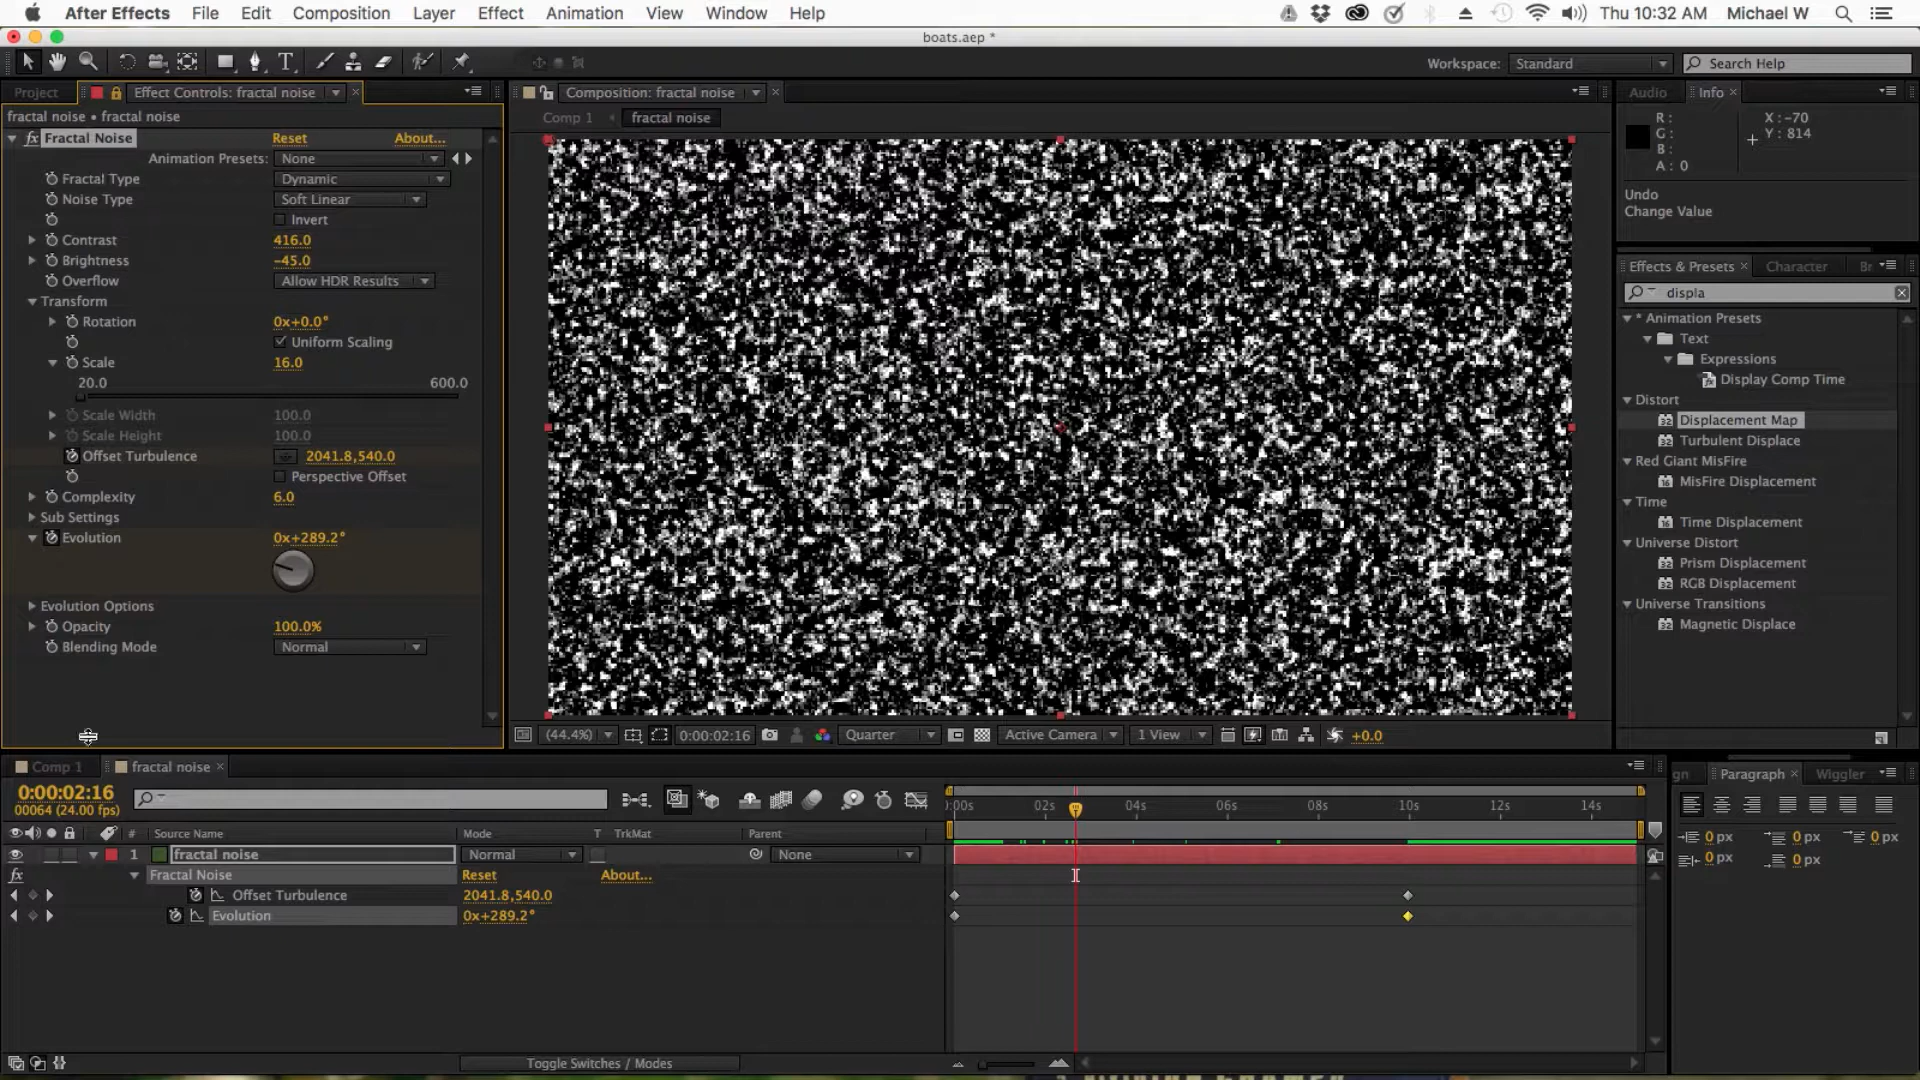 After Effects File Edit Composition Layer Effect Animation View Window Help Thu 10:32 AM Michael W
boats.aep *
Workspace: Standard Search Help
Project Effect Controls: fractal noise Composition: fractal noise Audio Info
fractal noise • fractal noise
Comp 1 fractal noise
Fractal Noise Reset About...
Animation Presets: None
Fractal Type Dynamic
Noise Type Soft Linear
Invert
Contrast 416.0
Brightness -45.0
Overflow Allow HDR Results
Transform
Rotation 0x+0.0°
Uniform Scaling
Scale 16.0
20.0 600.0
Scale Width 100.0
Scale Height 100.0
Offset Turbulence 2041.8,540.0
Perspective Offset
Complexity 6.0
Sub Settings
Evolution 0x+289.2°
Evolution Options
Opacity 100.0%
Blending Mode Normal
(44.4%) 0:00:02:16 Quarter Active Camera 1 View +0.0
R: X: -70
G: Y: 814
B:
A: 0
Undo
Change Value
Effects & Presets Character Br
displa
* Animation Presets
Text
Expressions
Display Comp Time
Distort
Displacement Map
Turbulent Displace
Red Giant MisFire
MisFire Displacement
Time
Time Displacement
Universe Distort
Prism Displacement
RGB Displacement
Universe Transitions
Magnetic Displace
Comp 1 fractal noise
0:00:02:16
00064 (24.00 fps)
:00s 02s 04s 06s 08s 10s 12s 14s
# Source Name Mode T TrkMat Parent
1 fractal noise Normal None
fx Fractal Noise Reset About...
Offset Turbulence 2041.8,540.0
Evolution 0x+289.2°
Toggle Switches / Modes
gn Paragraph Wiggler
0 px 0 px 0 px
0 px 0 px